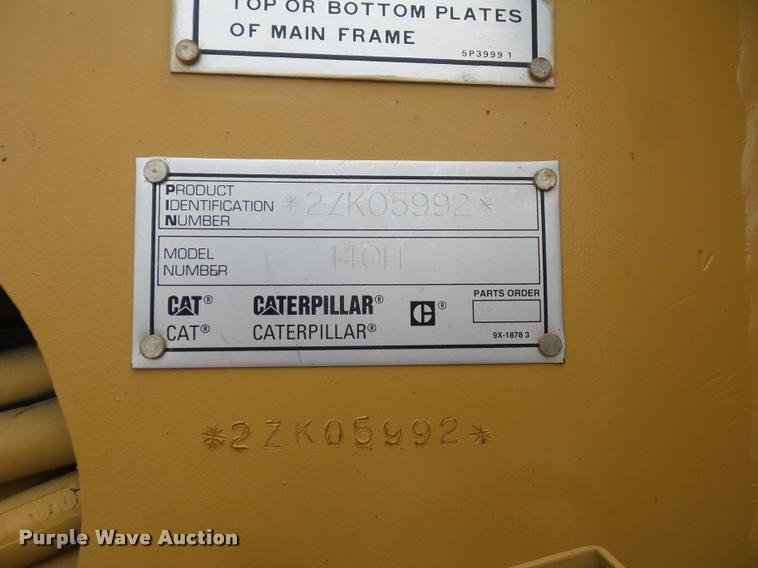 TOP OR BOTTOM PLATES
OF MAIN FRAME
5P3999 1
PRODUCT
IDENTIFICATION
NUMBER
*2ZK05992*
MODEL
NUMBER
140H
CAT® CATERPILLAR® C®
PARTS ORDER
CAT® CATERPILLAR®
9X-1878 3
*2ZK05992*
Purple Wave Auction